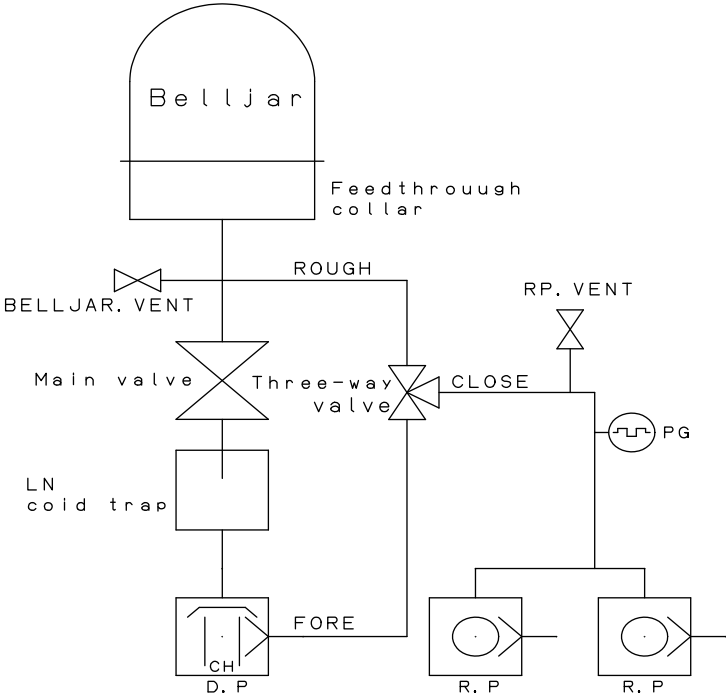 Belljar
Feedthrouugh
collar
ROUGH
BELLJAR. VENT
RP. VENT
Main valve
Three-way
valve
CLOSE
PG
LN
coid trap
FORE
CH
D. P
R. P
R. P